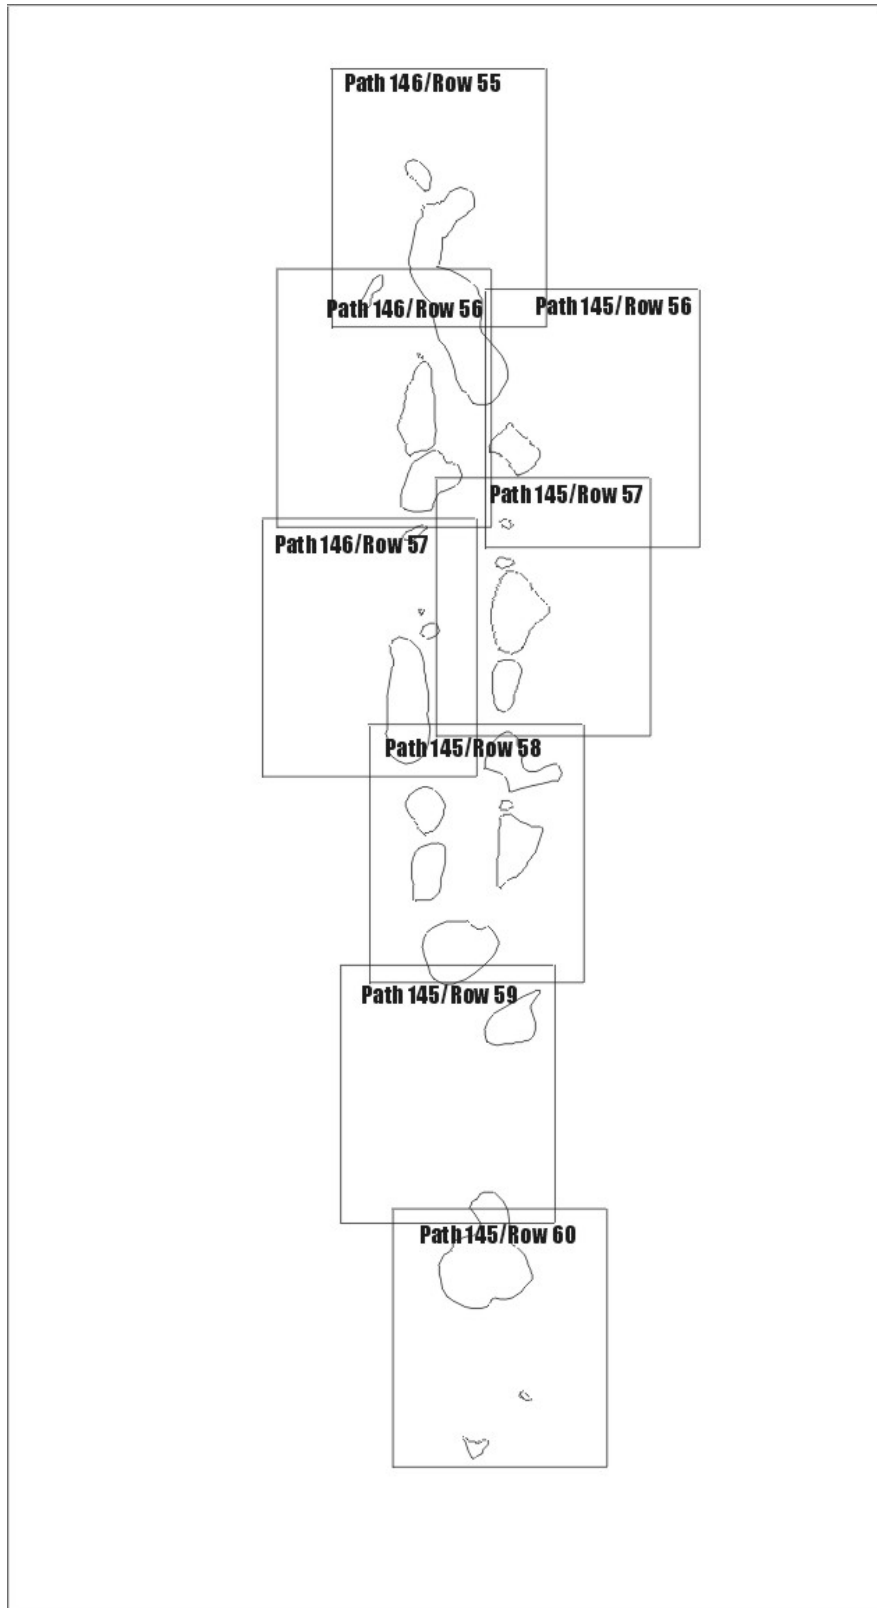 Path 146/Row 55
Path 146/Row 56
Path 145/Row 56
Path 145/Row 57
Path 146/Row 57
Path 145/Row 58
Path 145/Row 59
Path 145/Row 60